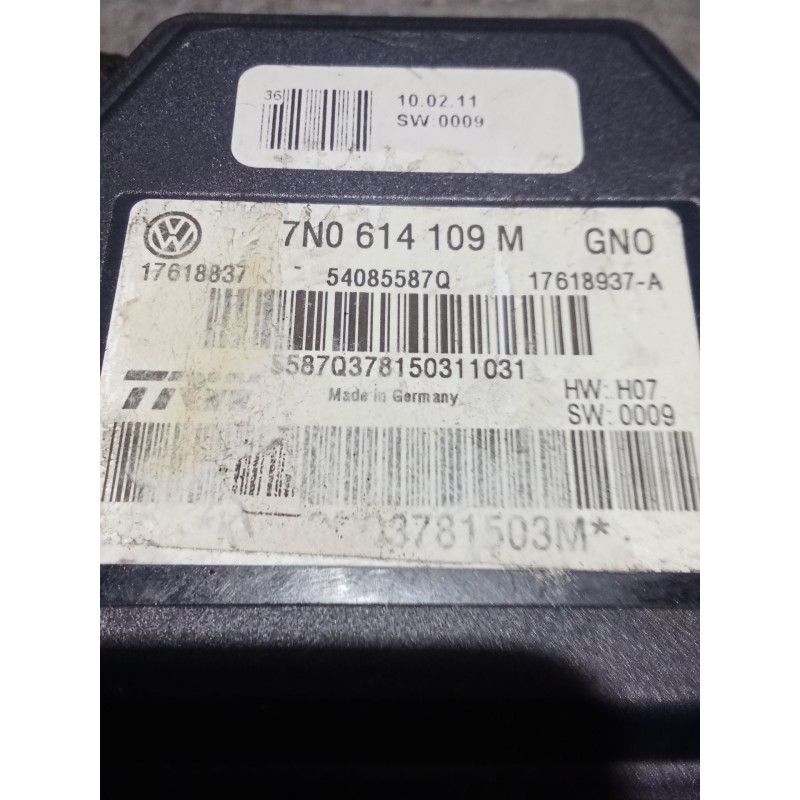 36
10.02.11
SW:0009
7N0 614 109 M GNO
17618837 54085587Q 17618937-A
5587Q378150311031
TRW Made in Germany HW: H07
SW: 0009
3781503M*